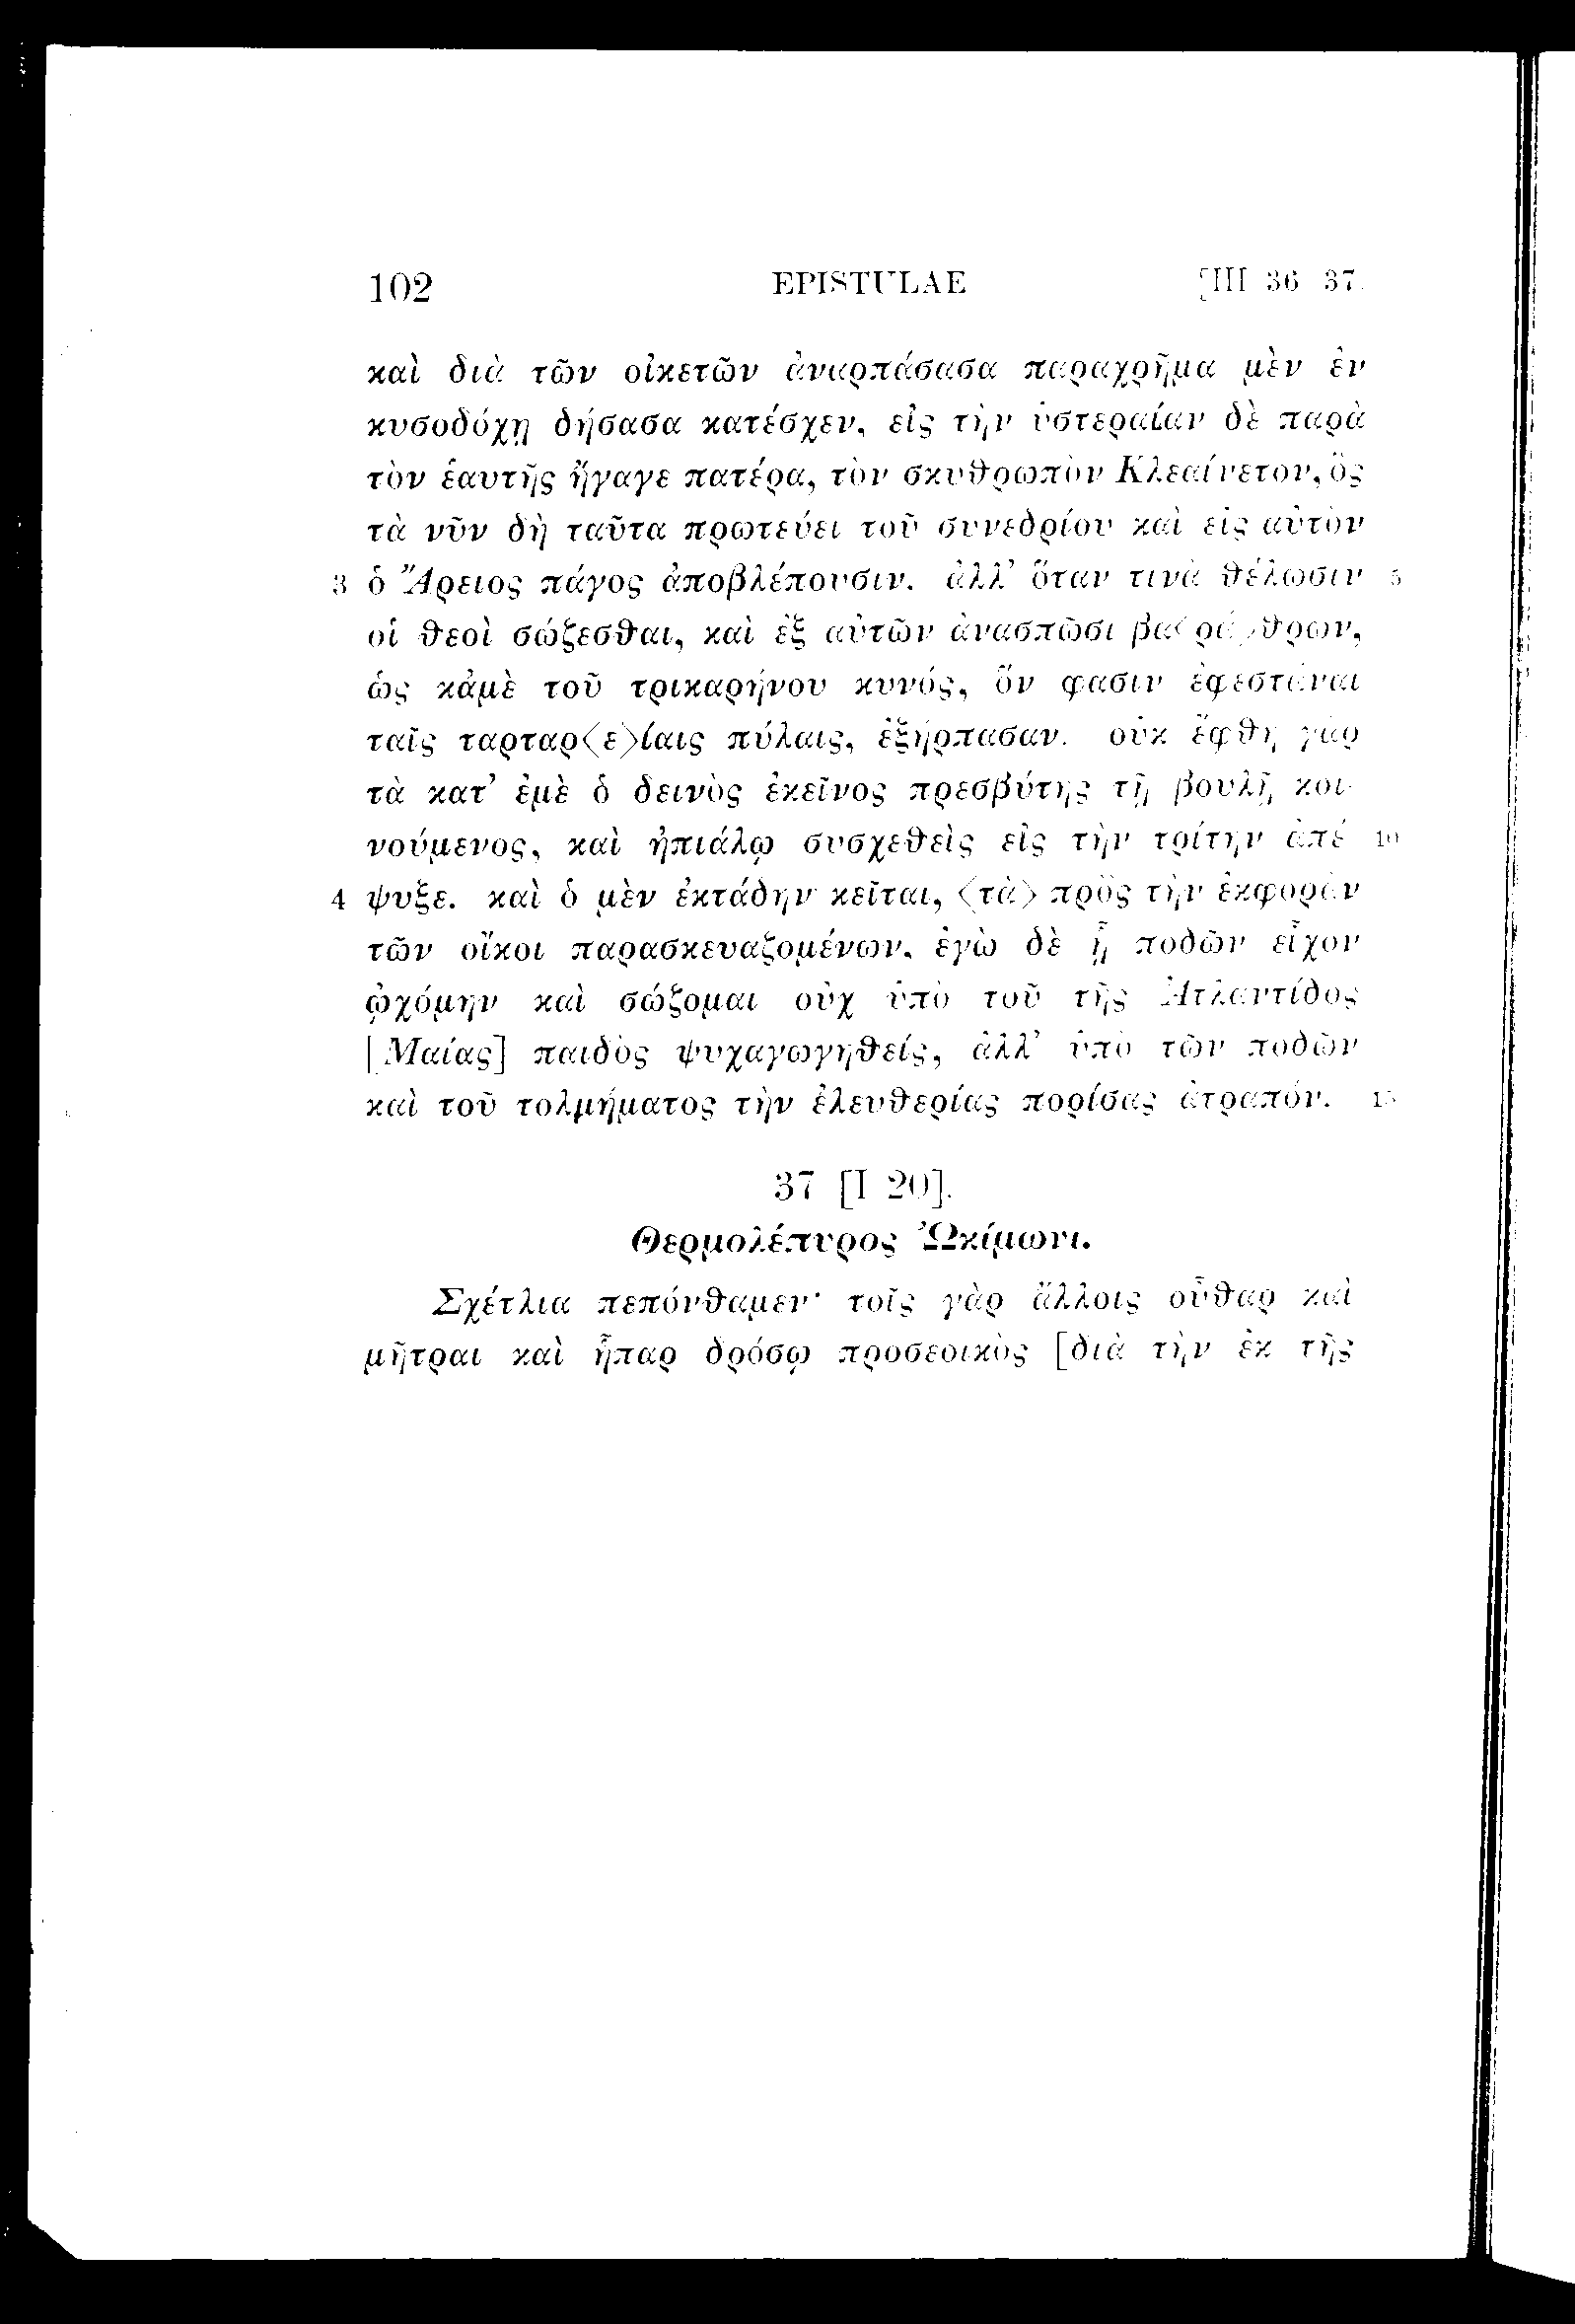 102 EPISTULAE [III 36 37
καὶ διὰ τῶν οἰκετῶν ἀναρπάσασα παραχρῆμα μὲν ἐν
κυσοδόχῃ δήσασα κατέσχεν, εἰς τὴν ὑστεραίαν δὲ παρὰ
τὸν ἑαυτῆς ἤγαγε πατέρα, τὸν σκυθρωπὸν Κλεαίνετον, ὃς
τὰ νῦν δὴ ταῦτα πρωτεύει τοῦ συνεδρίου καὶ εἰς αὐτὸν
3 ὁ Ἄρειος πάγος ἀποβλέπουσιν. ἀλλ' ὅταν τινὰ θέλωσιν 5
οἱ θεοὶ σώζεσθαι, καὶ ἐξ αὐτῶν ἀνασπῶσι βα〈ρά〉θρων,
ὡς κἀμὲ τοῦ τρικαρήνου κυνός, ὅν φασιν ἐφεστάναι
ταῖς ταρταρ〈ε〉ίαις πύλαις, ἐξήρπασαν. οὐκ ἔφθη γὰρ
τὰ κατ' ἐμὲ ὁ δεινὸς ἐκεῖνος πρεσβύτης τῇ βουλῇ κοι-
νούμενος, καὶ ἠπιάλῳ συσχεθεὶς εἰς τὴν τρίτην ἀπέ- 10
4 ψυξε. καὶ ὁ μὲν ἐκτάδην κεῖται, 〈τὰ〉 πρὸς τὴν ἐκφορὰν
τῶν οἴκοι παρασκευαζομένων, ἐγὼ δὲ ᾗ ποδῶν εἶχον
ᾠχόμην καὶ σώζομαι οὐχ ὑπὸ τοῦ τῆς Ἀτλαντίδος
[Μαίας] παιδὸς ψυχαγωγηθείς, ἀλλ' ὑπὸ τῶν ποδῶν
καὶ τοῦ τολμήματος τὴν ἐλευθερίας πορίσας ἀτραπόν. 15
37 [I 20].
Θερμολέπυρος Ὠκίμωνι.
Σχέτλια πεπόνθαμεν· τοῖς γὰρ ἄλλοις οὖθαρ καὶ
μῆτραι καὶ ἧπαρ δρόσῳ προσεοικὸς [διὰ τὴν ἐκ τῆς